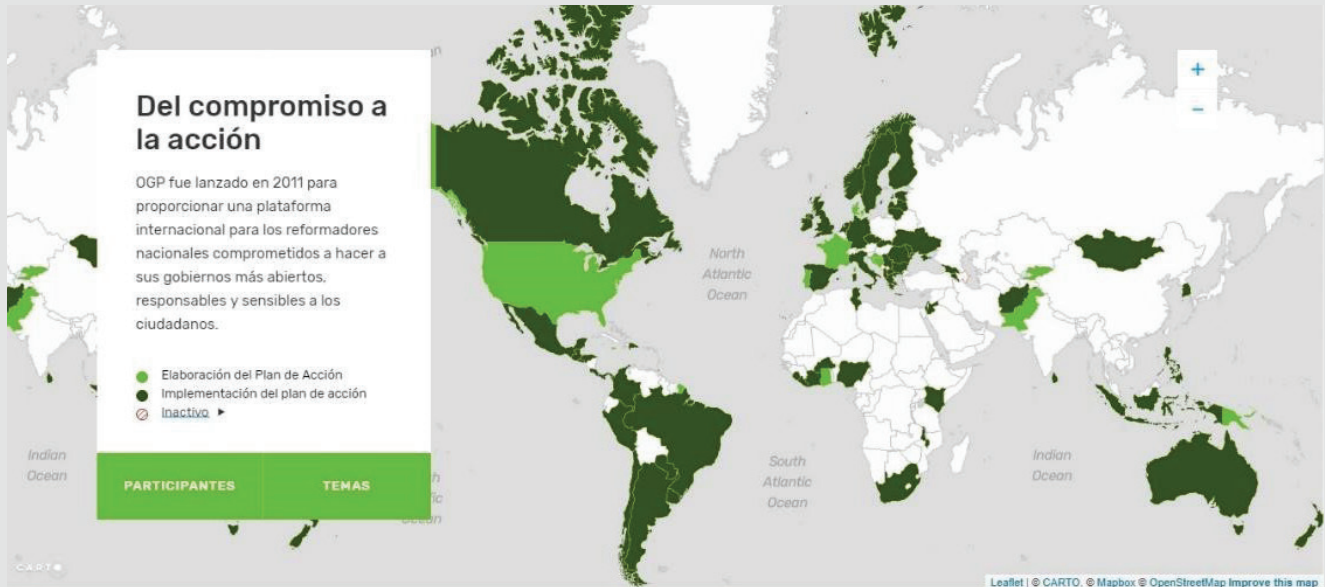 Del compromiso a
la acción
OGP fue lanzado en 2011 para
proporcionar una plataforma
internacional para los reformadores
nacionales comprometidos a hacer a
sus gobiernos más abiertos,
responsables y sensibles a los
ciudadanos.
Elaboración del Plan de Acción
Implementación del plan de acción
Inactivo
PARTICIPANTES
TEMAS
North
Atlantic
Ocean
South
Atlantic
Ocean
Indian
Ocean
Indian
Ocean
+
−
CARTO
Leaflet | © CARTO, © Mapbox © OpenStreetMap Improve this map